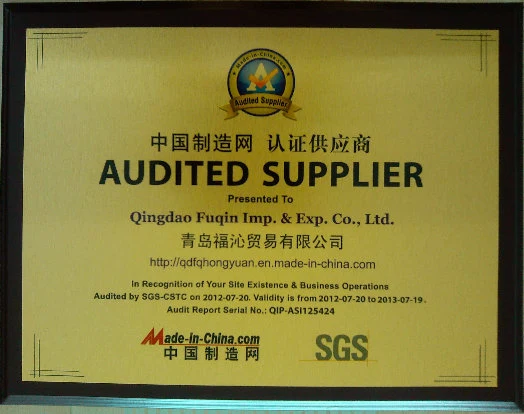 Made-in-China.com
Audited Supplier
中国制造网 认证供应商
AUDITED SUPPLIER
Presented To
Qingdao Fuqin Imp. & Exp. Co., Ltd.
青岛福沁贸易有限公司
http://qdfqhongyuan.en.made-in-china.com
In Recognition of Your Site Existence & Business Operations
Audited by SGS-CSTC on 2012-07-20. Validity is from 2012-07-20 to 2013-07-19.
Audit Report Serial No.: QIP-ASI125424
Made-in-China.com
中国制造网
SGS